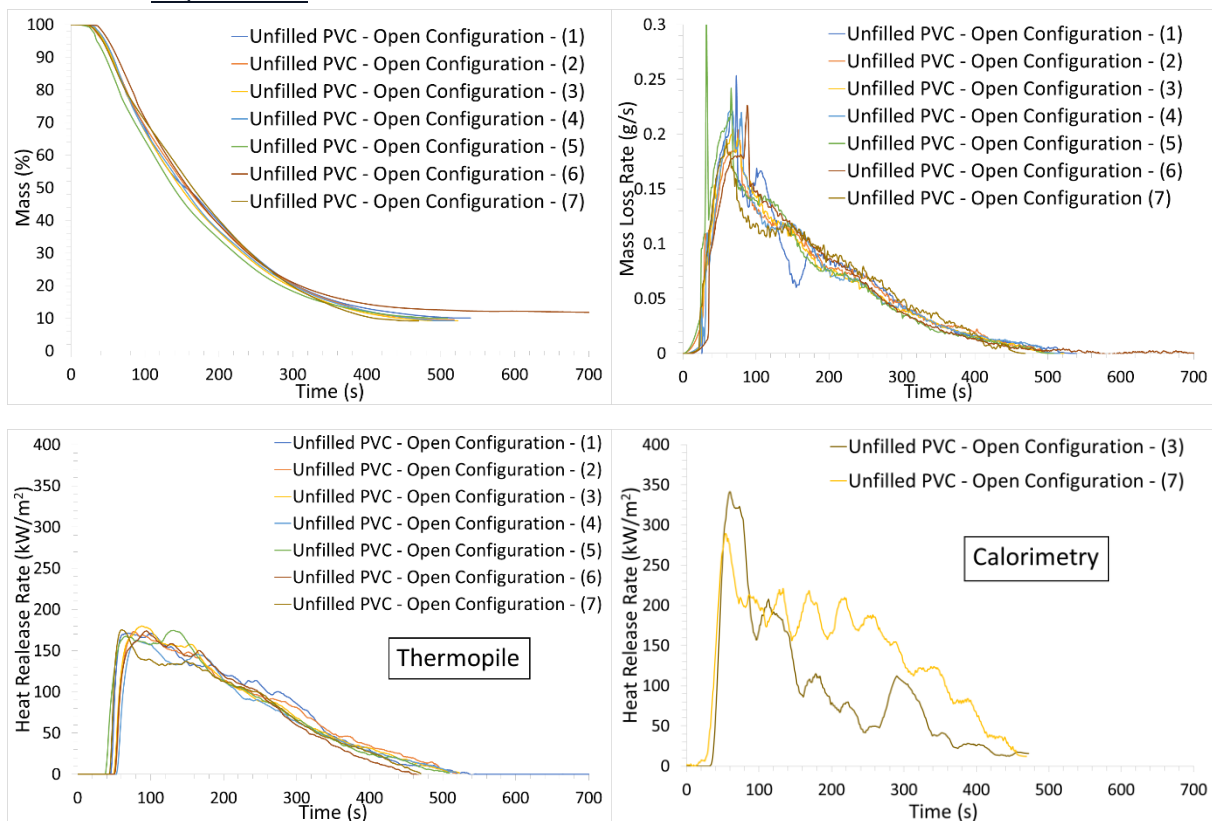 100
90
80
70
60
50
40
30
20
10
0
Mass (%)
0 100 200 300 400 500 600 700
Time (s)
Unfilled PVC - Open Configuration - (1)
Unfilled PVC - Open Configuration - (2)
Unfilled PVC - Open Configuration - (3)
Unfilled PVC - Open Configuration - (4)
Unfilled PVC - Open Configuration - (5)
Unfilled PVC - Open Configuration - (6)
Unfilled PVC - Open Configuration - (7)
0.3
0.25
0.2
0.15
0.1
0.05
0
Mass Loss Rate (g/s)
0 100 200 300 400 500 600 700
Time (s)
Unfilled PVC - Open Configuration - (1)
Unfilled PVC - Open Configuration - (2)
Unfilled PVC - Open Configuration - (3)
Unfilled PVC - Open Configuration - (4)
Unfilled PVC - Open Configuration - (5)
Unfilled PVC - Open Configuration - (6)
Unfilled PVC - Open Configuration (7)
400
350
300
250
200
150
100
50
0
Heat Realease Rate (kW/m²)
0 100 200 300 400 500 600 700
Time (s)
Unfilled PVC - Open Configuration - (1)
Unfilled PVC - Open Configuration - (2)
Unfilled PVC - Open Configuration - (3)
Unfilled PVC - Open Configuration - (4)
Unfilled PVC - Open Configuration - (5)
Unfilled PVC - Open Configuration - (6)
Unfilled PVC - Open Configuration - (7)
Thermopile
400
350
300
250
200
150
100
50
0
Heat Release Rate (kW/m²)
0 100 200 300 400 500 600 700
Time (s)
Unfilled PVC - Open Configuration - (3)
Unfilled PVC - Open Configuration - (7)
Calorimetry